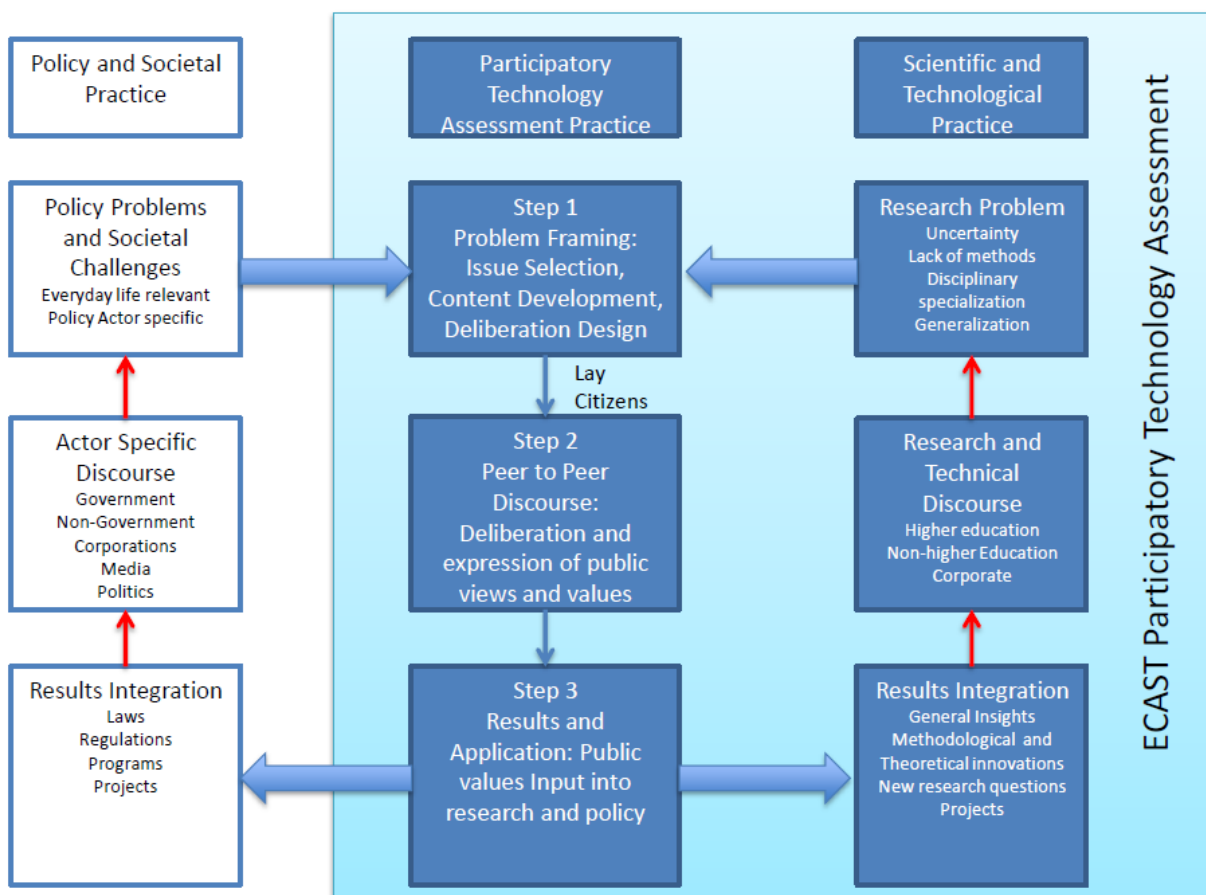 Policy and Societal
Practice
Participatory
Technology
Assessment Practice
Scientific and
Technological
Practice
Policy Problems
and Societal
Challenges
Everyday life relevant
Policy Actor specific
Step 1
Problem Framing:
Issue Selection,
Content Development,
Deliberation Design
Research Problem
Uncertainty
Lack of methods
Disciplinary
specialization
Generalization
Lay
Citizens
Actor Specific
Discourse
Government
Non-Government
Corporations
Media
Politics
Step 2
Peer to Peer
Discourse:
Deliberation and
expression of public
views and values
Research and
Technical
Discourse
Higher education
Non-higher Education
Corporate
Results Integration
Laws
Regulations
Programs
Projects
Step 3
Results and
Application: Public
values Input into
research and policy
Results Integration
General Insights
Methodological and
Theoretical innovations
New research questions
Projects
ECAST Participatory Technology Assessment